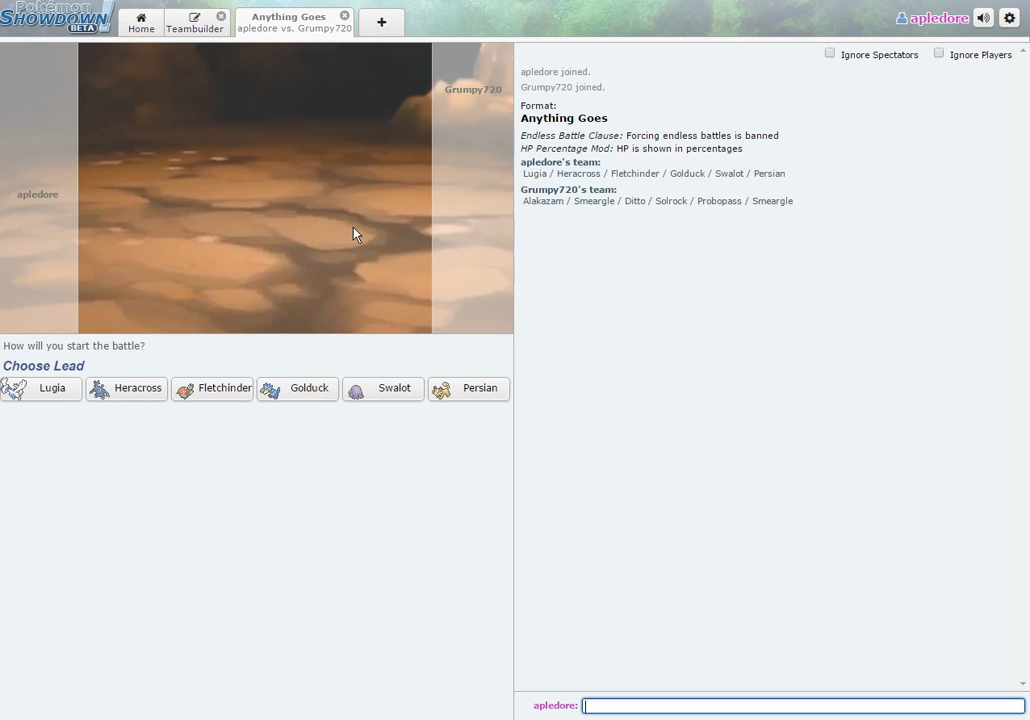 Pokémon
SHOWDOWN!
BETA
Home
Teambuilder
Anything Goes
apledore vs. Grumpy720
+
apledore
Grumpy720
apledore
How will you start the battle?
Choose Lead
Lugia
Heracross
Fletchinder
Golduck
Swalot
Persian
Ignore Spectators
Ignore Players
apledore joined.
Grumpy720 joined.
Format:
Anything Goes
Endless Battle Clause: Forcing endless battles is banned
HP Percentage Mod: HP is shown in percentages
apledore's team:
Lugia / Heracross / Fletchinder / Golduck / Swalot / Persian
Grumpy720's team:
Alakazam / Smeargle / Ditto / Solrock / Probopass / Smeargle
apledore: